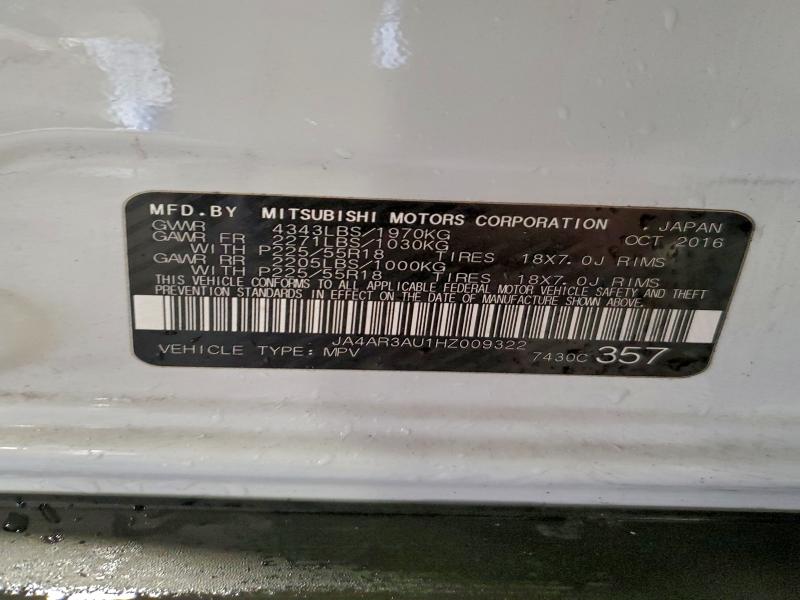 MFD.BY MITSUBISHI MOTORS CORPORATION , JAPAN
GVWR 4343LBS/1970KG OCT 2016
GAWR FR 2271LBS/1030KG
WITH P225/55R18 TIRES 18X7.0J RIMS
GAWR RR 2205LBS/1000KG
WITH P225/55R18 TIRES 18X7.0J RIMS
THIS VEHICLE CONFORMS TO ALL APPLICABLE FEDERAL MOTOR VEHICLE SAFETY AND THEFT
PREVENTION STANDARDS IN EFFECT ON THE DATE OF MANUFACTURE SHOWN ABOVE.
JA4AR3AU1HZ009322
VEHICLE TYPE: MPV 7430C 357